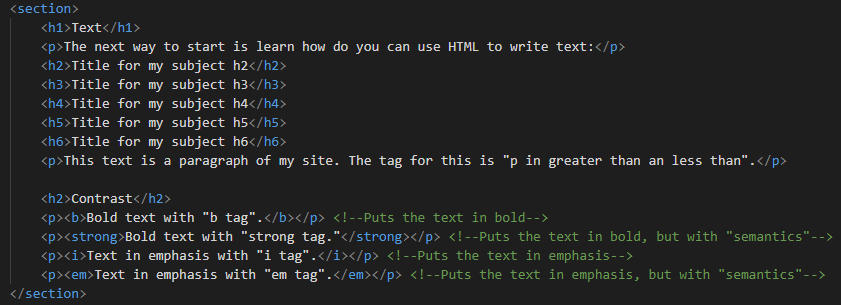 <section>
<h1>Text</h1>
<p>The next way to start is learn how do you can use HTML to write text:</p>
<h2>Title for my subject h2</h2>
<h3>Title for my subject h3</h3>
<h4>Title for my subject h4</h4>
<h5>Title for my subject h5</h5>
<h6>Title for my subject h6</h6>
<p>This text is a paragraph of my site. The tag for this is "p in greater than an less than".</p>
<h2>Contrast</h2>
<p><b>Bold text with "b tag".</b></p> <!--Puts the text in bold-->
<p><strong>Bold text with "strong tag."</strong></p> <!--Puts the text in bold, but with "semantics"-->
<p><i>Text in emphasis with "i tag".</i></p> <!--Puts the text in emphasis-->
<p><em>Text in emphasis with "em tag".</em></p> <!--Puts the text in emphasis, but with "semantics"-->
</section>